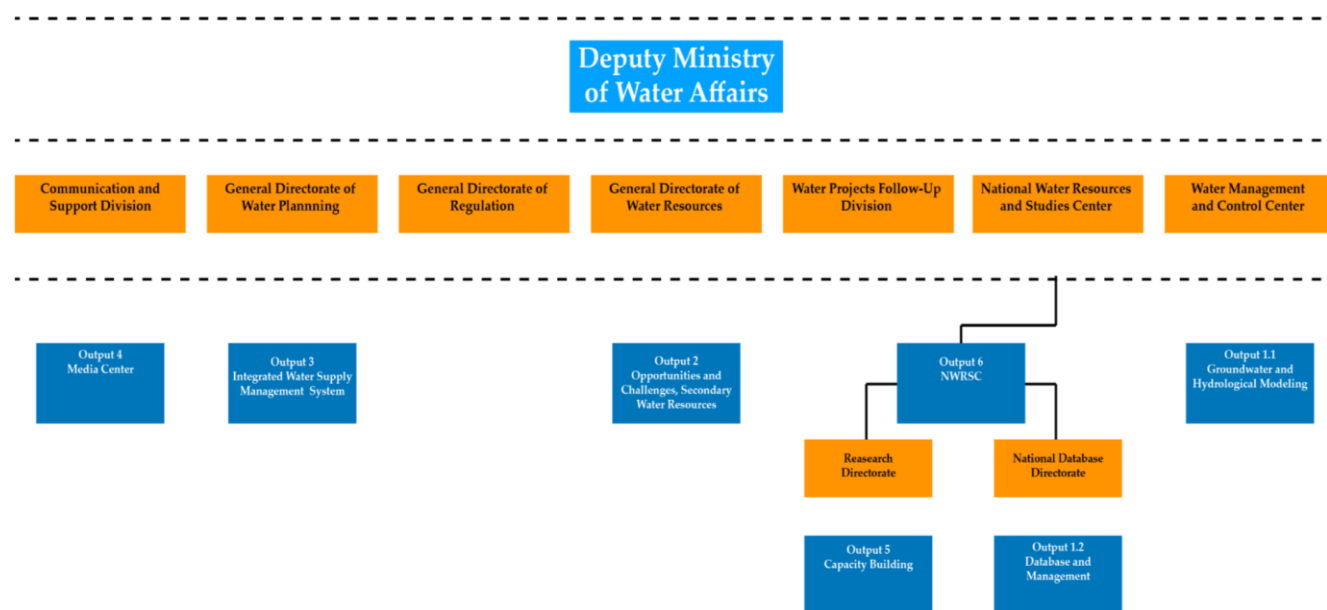 Deputy Ministry
of Water Affairs
Communication and
Support Division
General Directorate of
Water Plannning
General Directorate of
Regulation
General Directorate of
Water Resources
Water Projects Follow-Up
Division
National Water Resources
and Studies Center
Water Management
and Control Center
Output 4
Media Center
Output 3
Integrated Water Supply
Management System
Output 2
Opportunities and
Challenges, Secondary
Water Resources
Output 6
NWRSC
Output 1.1
Groundwater and
Hydrological Modeling
Reasearch
Directorate
National Database
Directorate
Output 5
Capacity Building
Output 1.2
Database and
Management